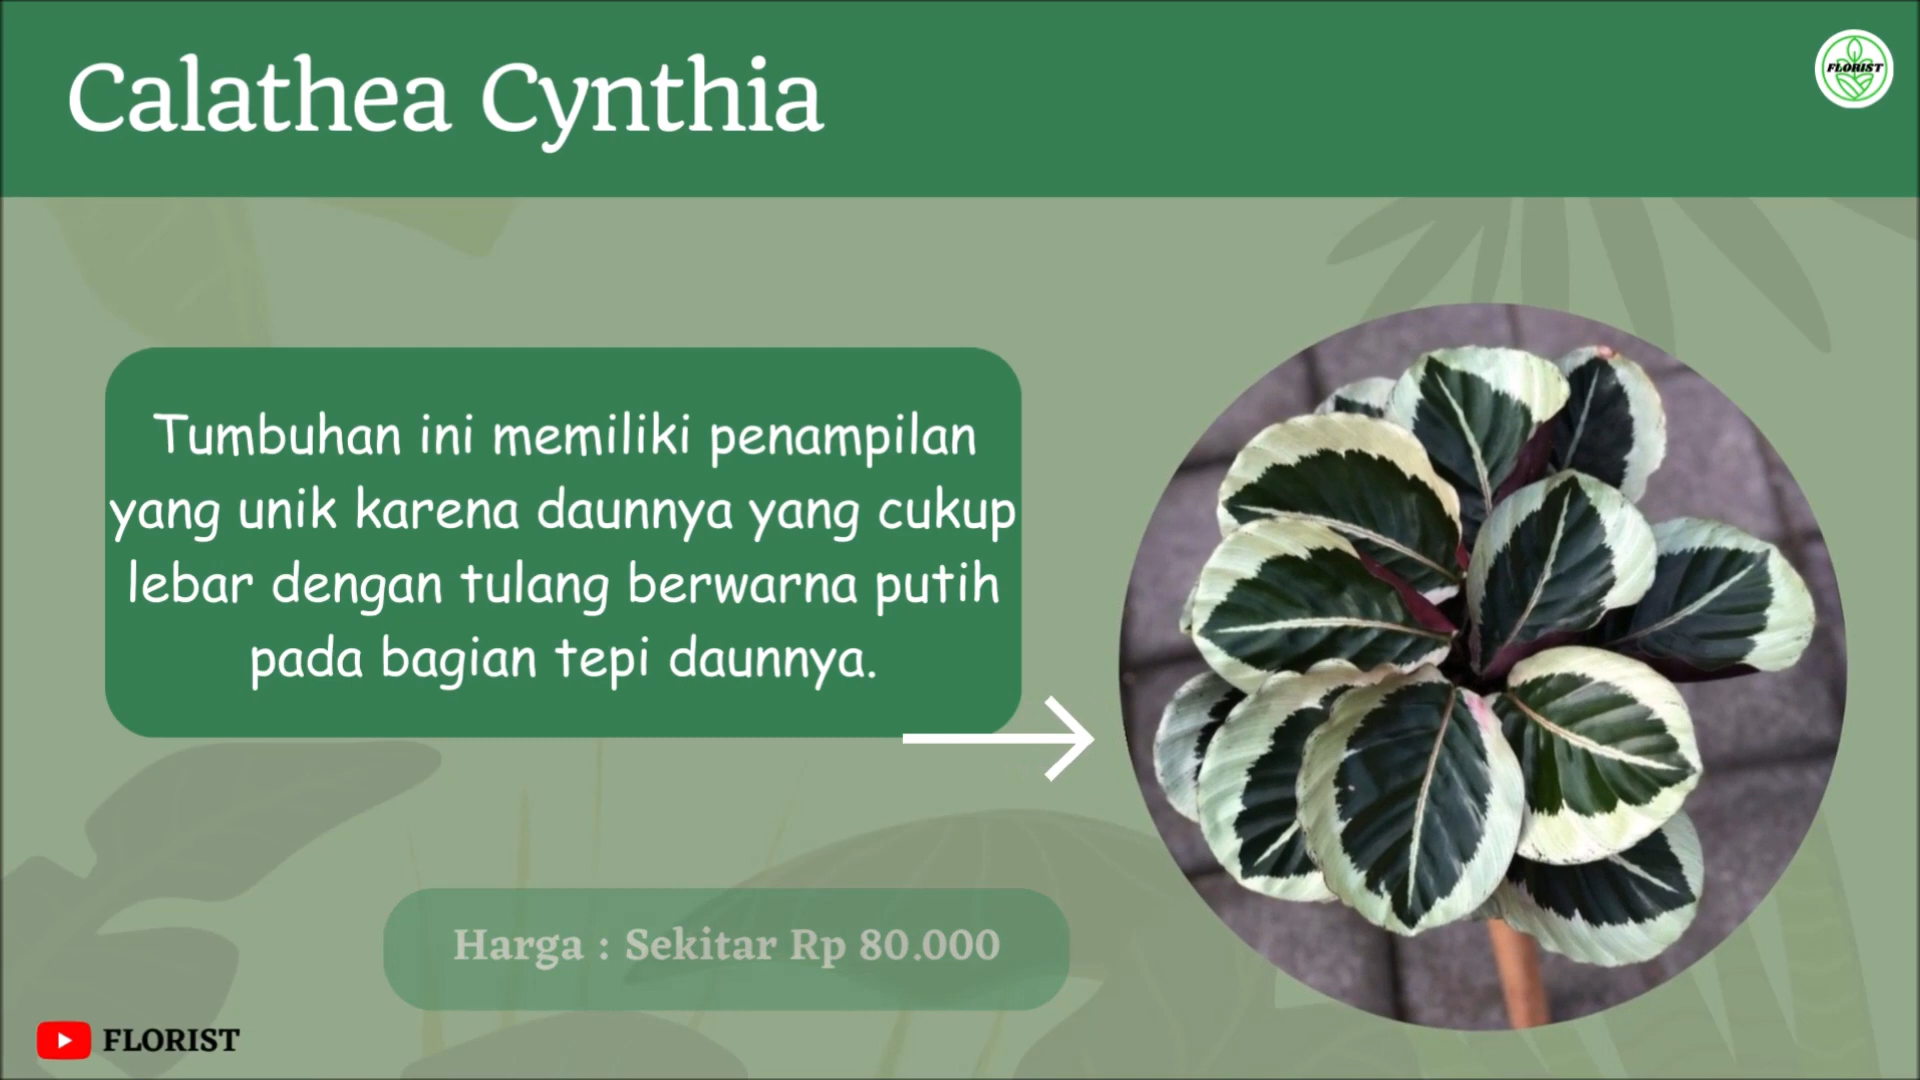 Calathea Cynthia
FLORIST
Tumbuhan ini memiliki penampilan
yang unik karena daunnya yang cukup
lebar dengan tulang berwarna putih
pada bagian tepi daunnya.
Harga : Sekitar Rp 80.000
FLORIST